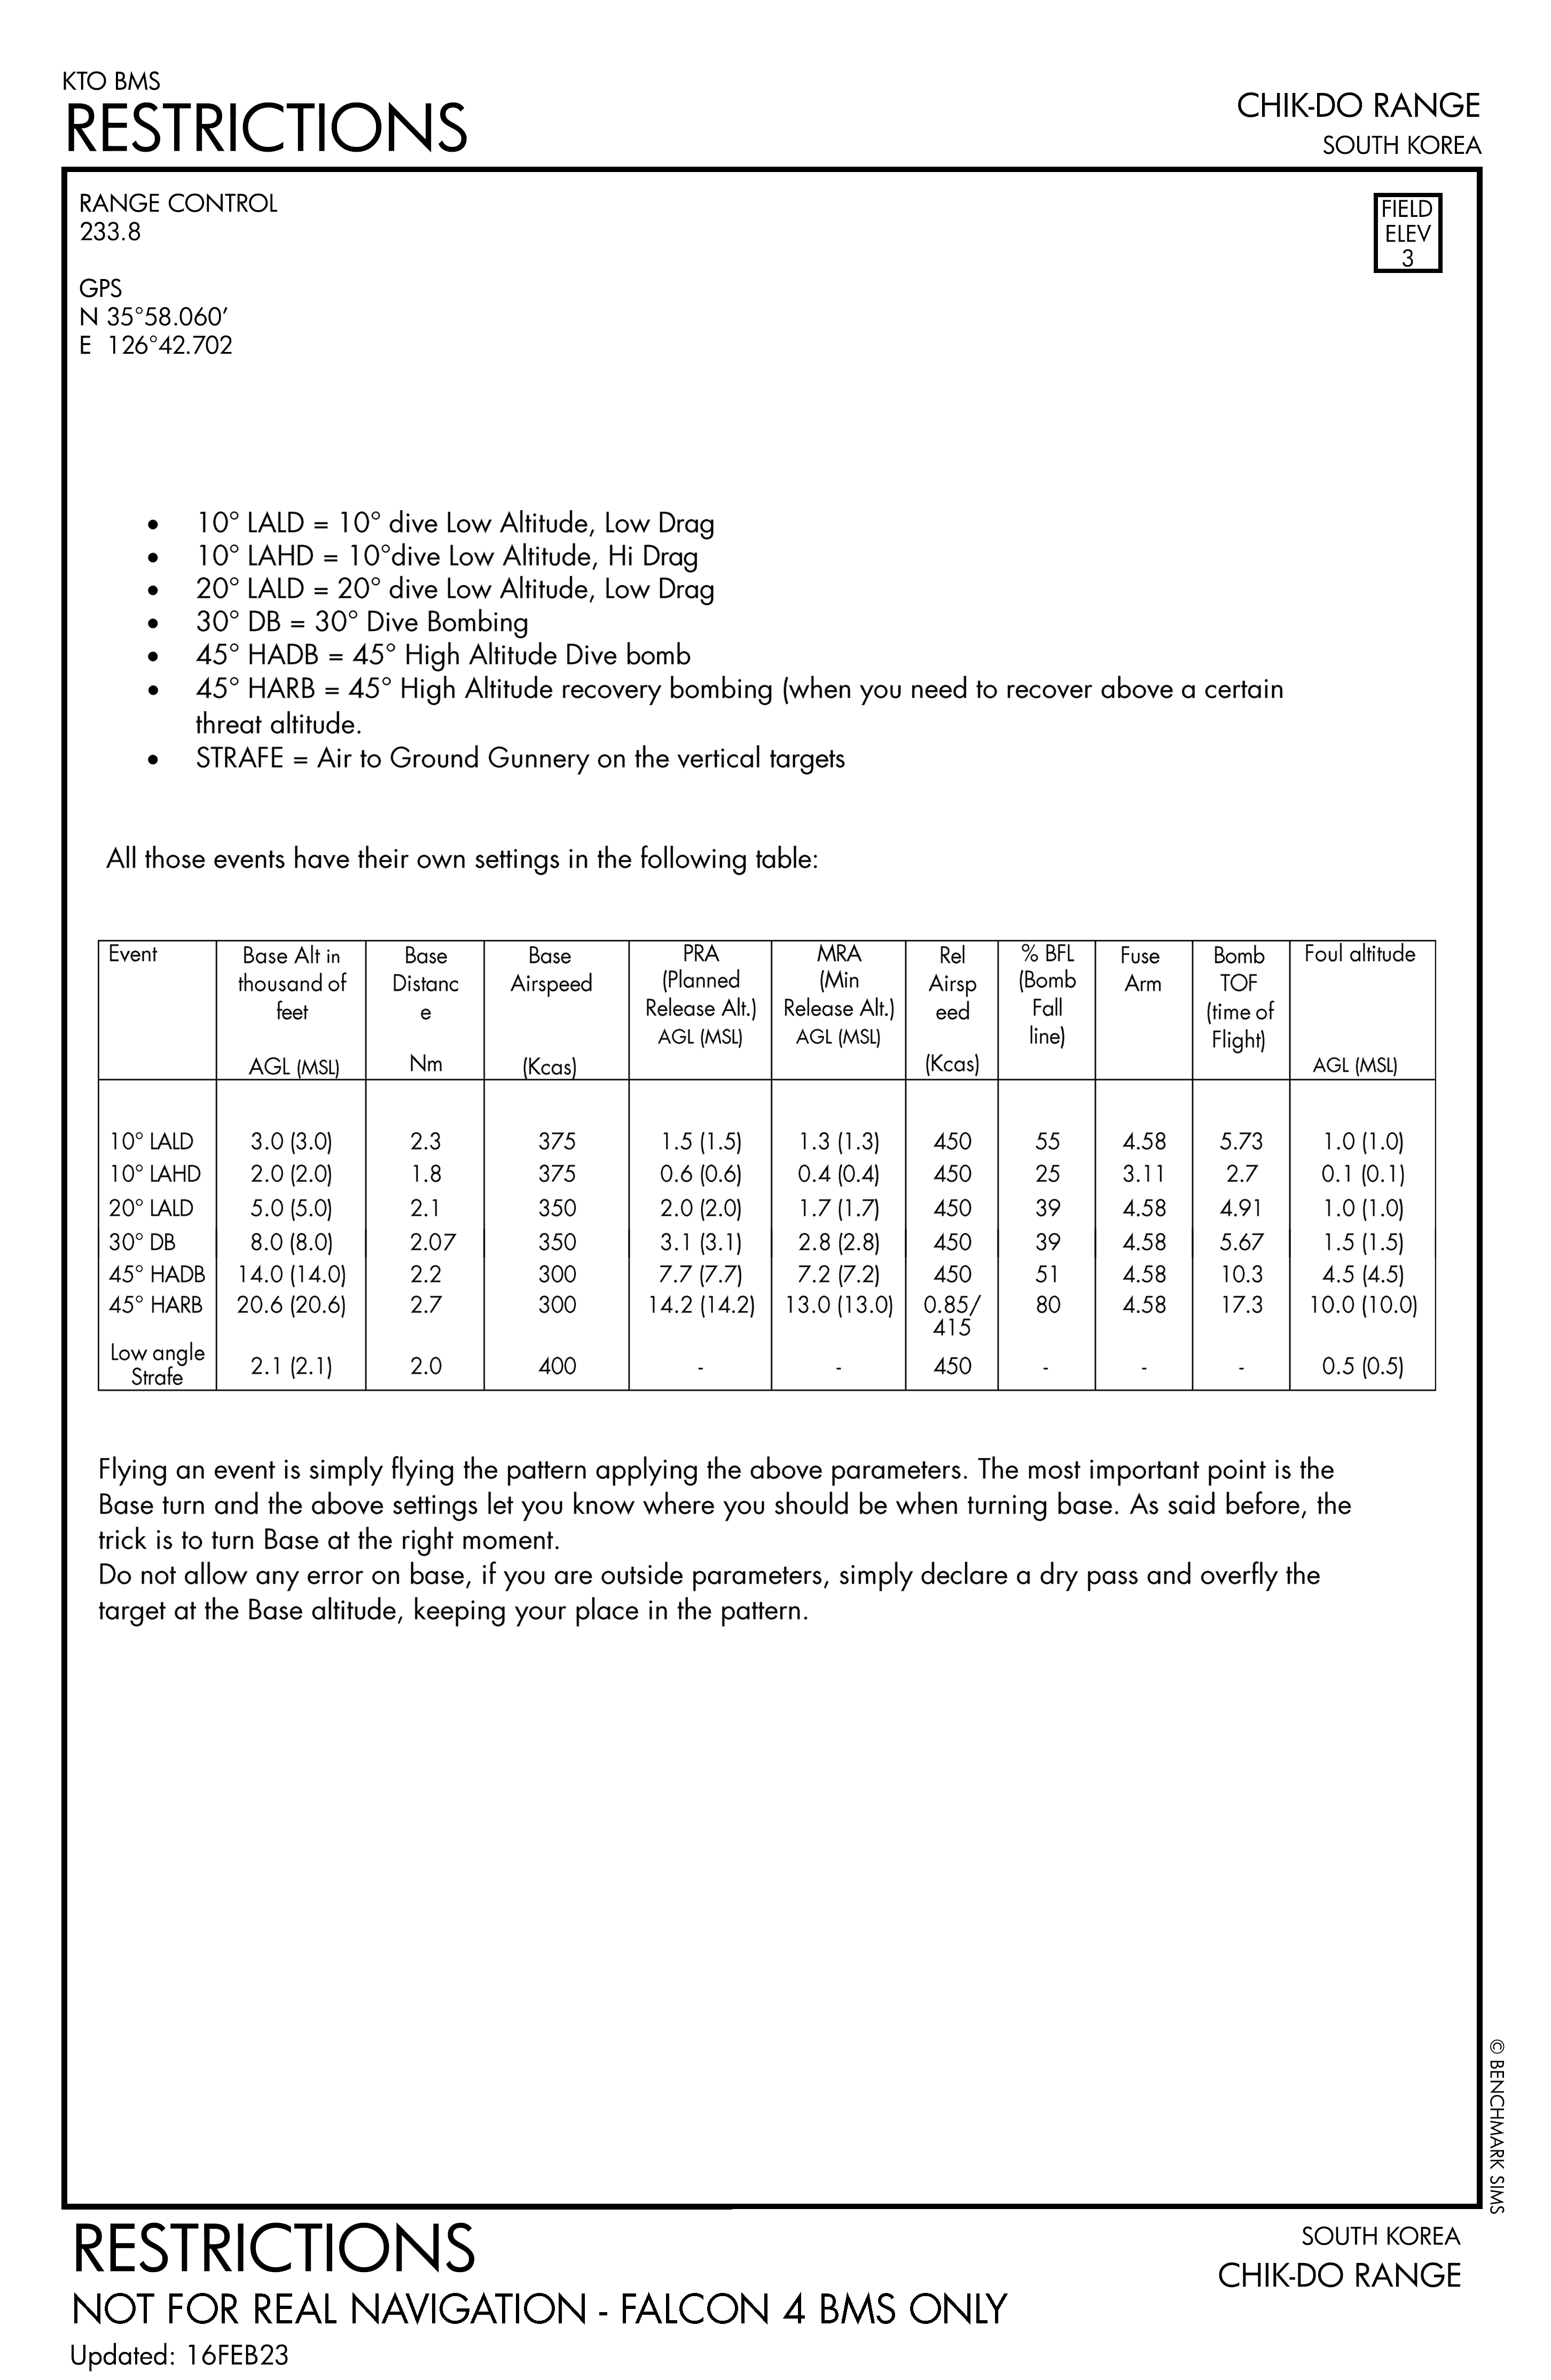 KTO BMS
RESTRICTIONS
CHIK-DO RANGE
SOUTH KOREA
RANGE CONTROL
233.8
GPS
N 35°58.060’
E 126°42.702
FIELD
ELEV
3
• 10° LALD = 10° dive Low Altitude, Low Drag
• 10° LAHD = 10°dive Low Altitude, Hi Drag
• 20° LALD = 20° dive Low Altitude, Low Drag
• 30° DB = 30° Dive Bombing
• 45° HADB = 45° High Altitude Dive bomb
• 45° HARB = 45° High Altitude recovery bombing (when you need to recover above a certain
threat altitude.
• STRAFE = Air to Ground Gunnery on the vertical targets
All those events have their own settings in the following table:
Event
Base Alt in
thousand of
feet
AGL (MSL)
Base
Distanc
e
Nm
Base
Airspeed
(Kcas)
PRA
(Planned
Release Alt.)
AGL (MSL)
MRA
(Min
Release Alt.)
AGL (MSL)
Rel
Airsp
eed
(Kcas)
% BFL
(Bomb
Fall
line)
Fuse
Arm
Bomb
TOF
(time of
Flight)
Foul altitude
AGL (MSL)
10° LALD 3.0 (3.0) 2.3 375 1.5 (1.5) 1.3 (1.3) 450 55 4.58 5.73 1.0 (1.0)
10° LAHD 2.0 (2.0) 1.8 375 0.6 (0.6) 0.4 (0.4) 450 25 3.11 2.7 0.1 (0.1)
20° LALD 5.0 (5.0) 2.1 350 2.0 (2.0) 1.7 (1.7) 450 39 4.58 4.91 1.0 (1.0)
30° DB 8.0 (8.0) 2.07 350 3.1 (3.1) 2.8 (2.8) 450 39 4.58 5.67 1.5 (1.5)
45° HADB 14.0 (14.0) 2.2 300 7.7 (7.7) 7.2 (7.2) 450 51 4.58 10.3 4.5 (4.5)
45° HARB 20.6 (20.6) 2.7 300 14.2 (14.2) 13.0 (13.0) 0.85/ 80 4.58 17.3 10.0 (10.0)
415
Low angle
Strafe 2.1 (2.1) 2.0 400 - - 450 - - - 0.5 (0.5)
Flying an event is simply flying the pattern applying the above parameters. The most important point is the
Base turn and the above settings let you know where you should be when turning base. As said before, the
trick is to turn Base at the right moment.
Do not allow any error on base, if you are outside parameters, simply declare a dry pass and overfly the
target at the Base altitude, keeping your place in the pattern.
© BENCHMARK SIMS
RESTRICTIONS
SOUTH KOREA
CHIK-DO RANGE
NOT FOR REAL NAVIGATION - FALCON 4 BMS ONLY
Updated: 16FEB23